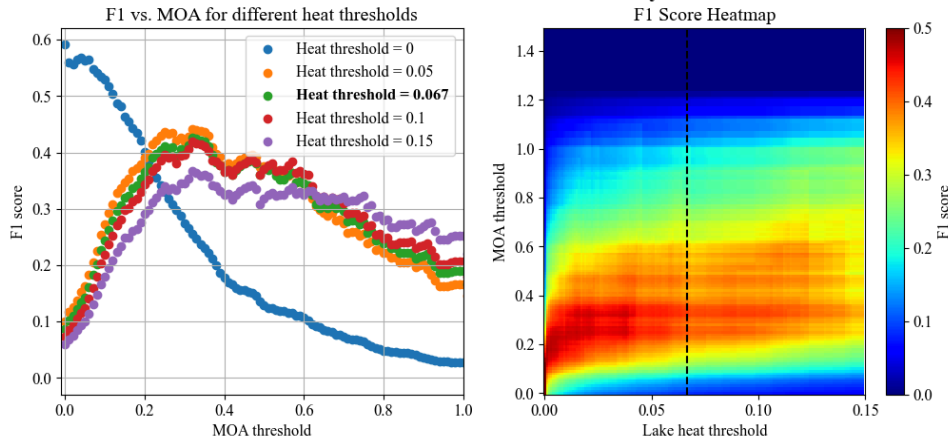 F1 vs. MOA for different heat thresholds
F1 score
0.6
0.5
0.4
0.3
0.2
0.1
0.0
Heat threshold = 0
Heat threshold = 0.05
Heat threshold = 0.067
Heat threshold = 0.1
Heat threshold = 0.15
0.0 0.2 0.4 0.6 0.8 1.0
MOA threshold
F1 Score Heatmap
MOA threshold
1.4
1.2
1.0
0.8
0.6
0.4
0.2
0.0
0.00 0.05 0.10 0.15
Lake heat threshold
F1 score
0.5
0.4
0.3
0.2
0.1
0.0